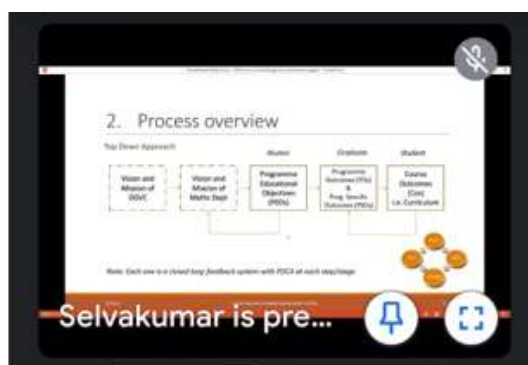 2. Process overview
Top Down Approach
Alumni
Graduate
Student
Vision and
Mission of
DGVC
Vision and
Mission of
Maths Dept
Programme
Educational
Objectives
(PEOs)
Programme
Outcomes (POs)
&
Prog. Specific
Outcomes (PSOs)
Course
Outcomes
(Cos)
i.e. Curriculum
Note: Each one is a closed loop feedback system with PDCA at each step/stage
Selvakumar is pre...